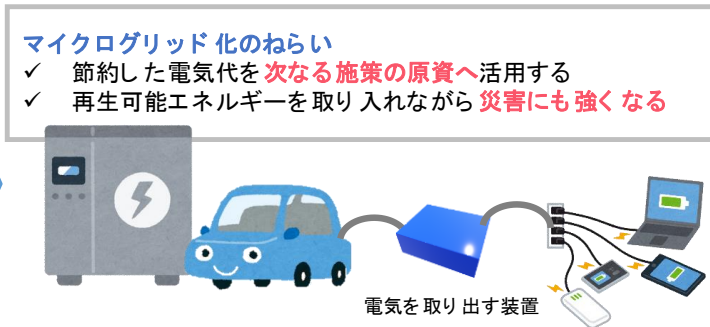 マイクログリッド化のねらい
✓ 節約した電気代を次なる施策の原資へ活用する
✓ 再生可能エネルギーを取り入れながら災害にも強くなる
電気を取り出す装置